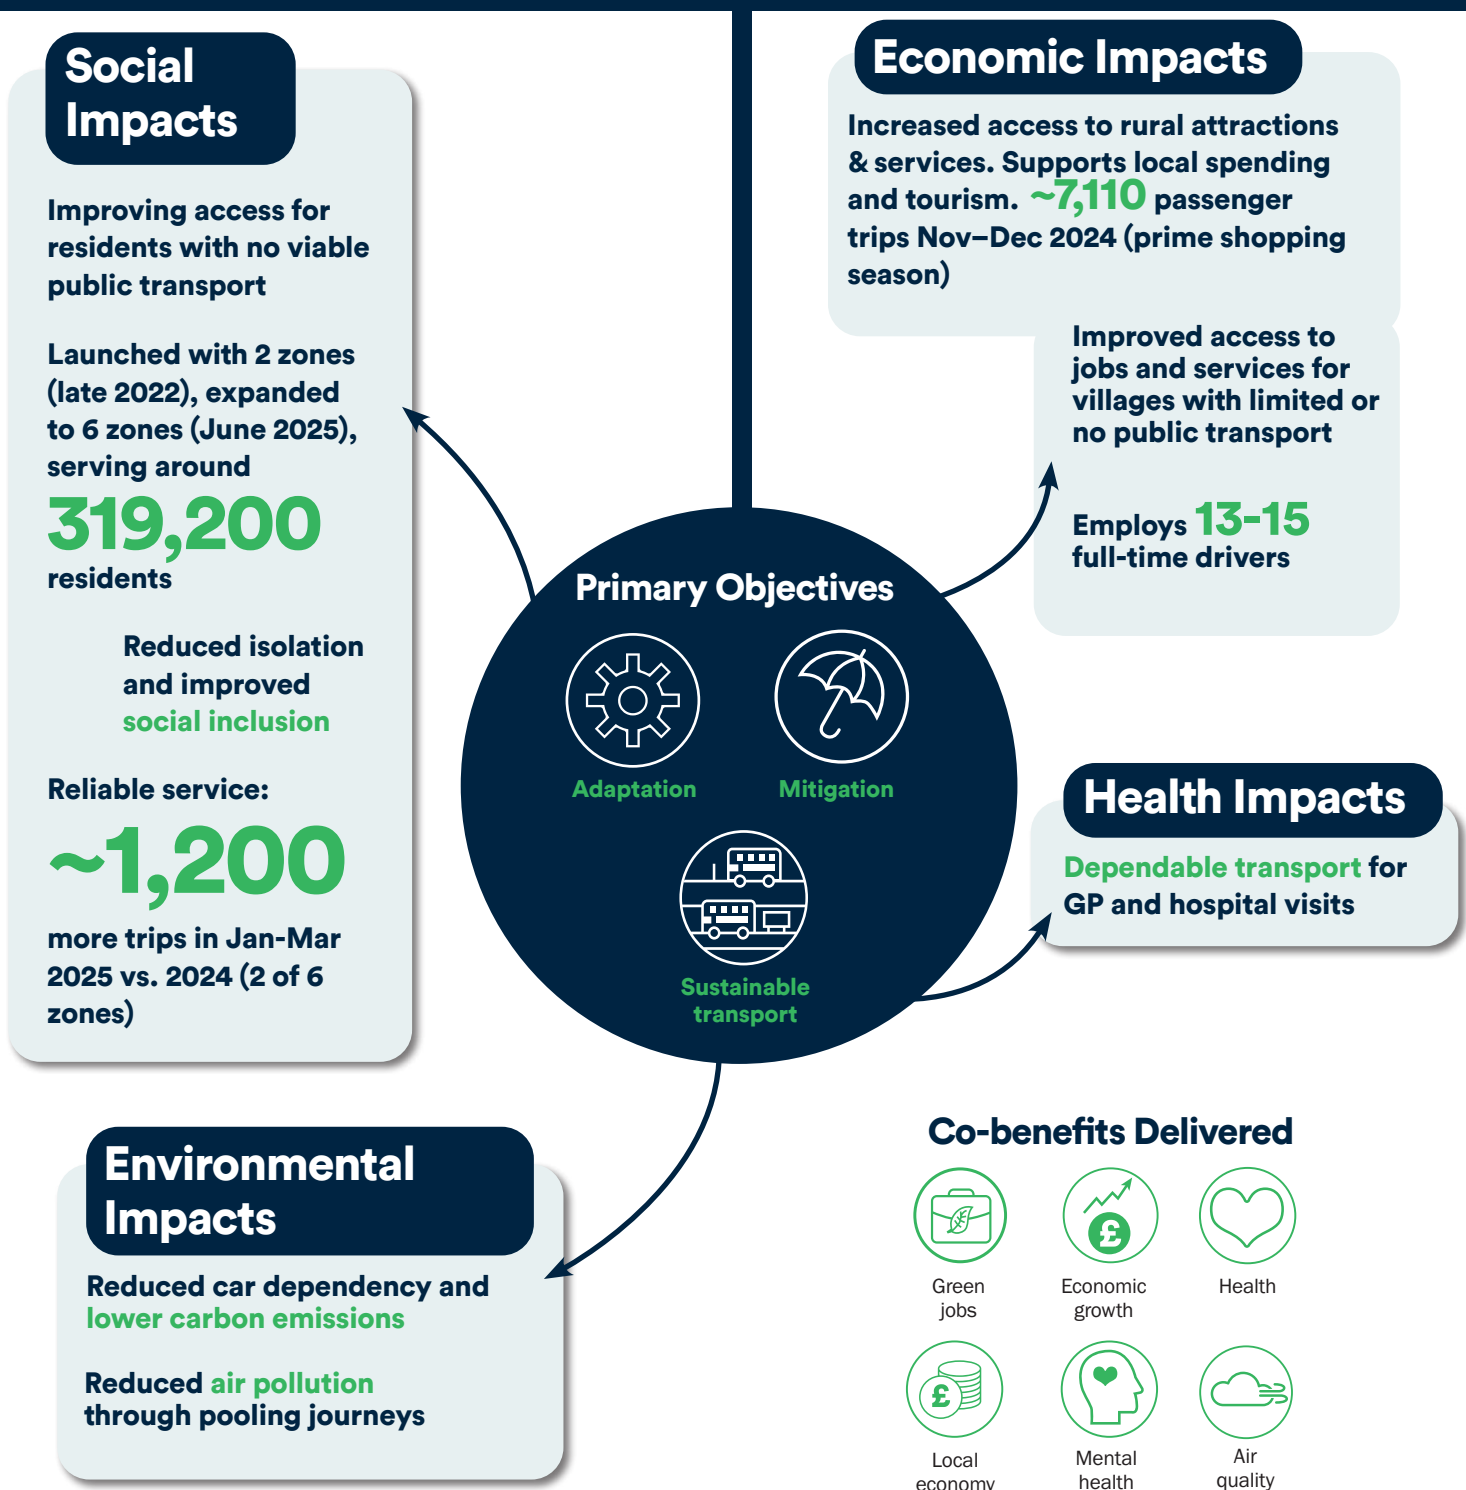 Social
Impacts
Improving access for
residents with no viable
public transport
Launched with 2 zones
(late 2022), expanded
to 6 zones (June 2025),
serving around
319,200
residents
Reduced isolation
and improved
social inclusion
Reliable service:
~1,200
more trips in Jan-Mar
2025 vs. 2024 (2 of 6
zones)
Economic Impacts
Increased access to rural attractions
& services. Supports local spending
and tourism. ~7,110 passenger
trips Nov–Dec 2024 (prime shopping
season)
Improved access to
jobs and services for
villages with limited or
no public transport
Employs 13-15
full-time drivers
Primary Objectives
Adaptation
Mitigation
Sustainable
transport
Health Impacts
Dependable transport for
GP and hospital visits
Environmental
Impacts
Reduced car dependency and
lower carbon emissions
Reduced air pollution
through pooling journeys
Co-benefits Delivered
Green
jobs
£
Economic
growth
Health
£
Local
economy
Mental
health
Air
quality